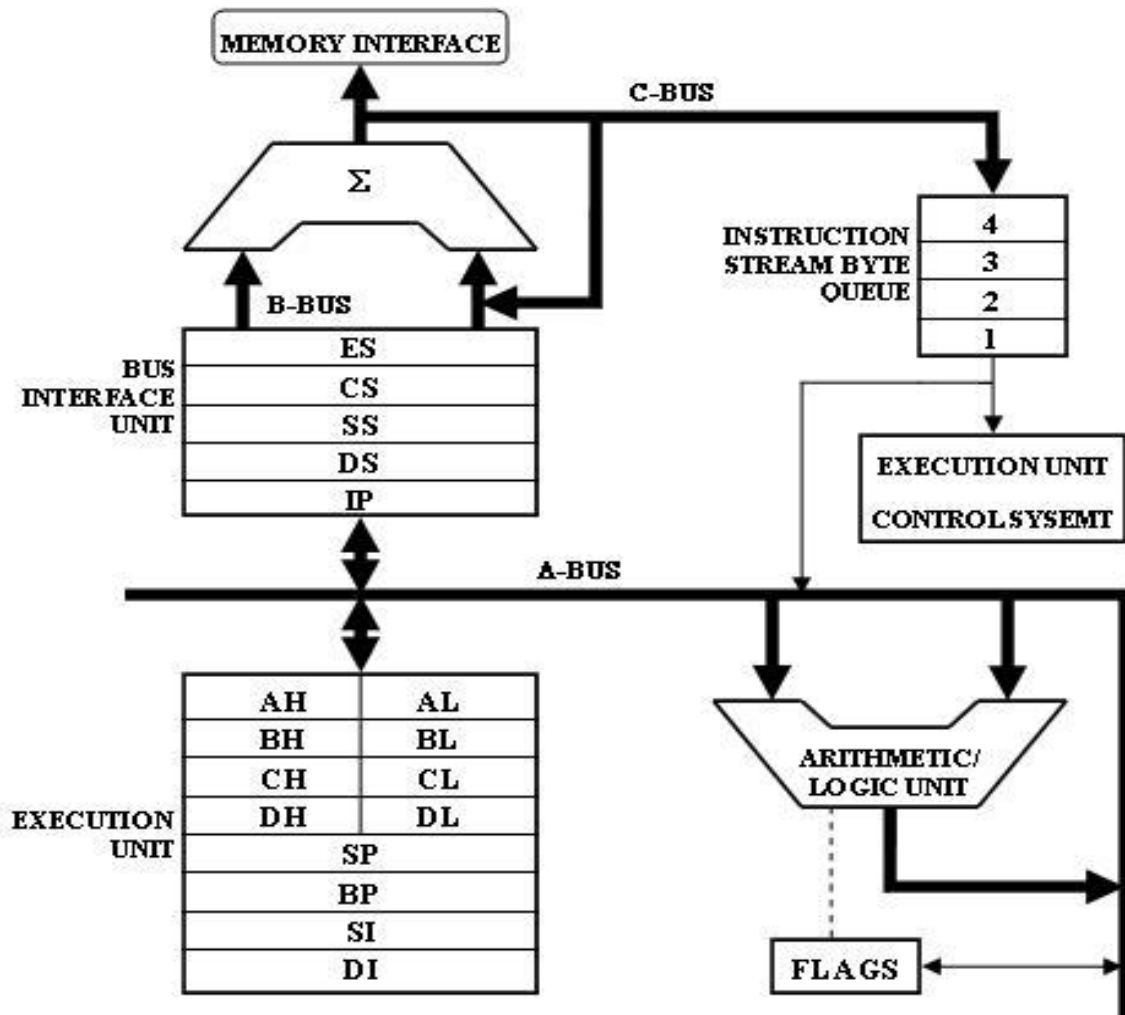 MEMORY INTERFACE
C-BUS
Σ
4
INSTRUCTION
STREAM BYTE
QUEUE
3
2
1
B-BUS
BUS
INTERFACE
UNIT
ES
CS
SS
DS
IP
EXECUTION UNIT
CONTROL SYSEMT
A-BUS
AH AL
BH BL
CH CL
DH DL
EXECUTION
UNIT
SP
BP
SI
DI
ARITHMETIC/
LOGIC UNIT
FLAGS